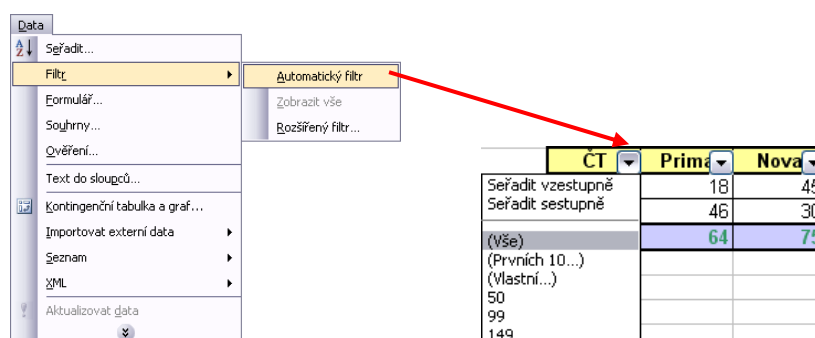 Data
Seřadit...
Filtr
Formulář...
Souhrny...
Ověření...
Text do sloupců...
Kontingenční tabulka a graf...
Importovat externí data
Seznam
XML
Aktualizovat data
Automatický filtr
Zobrazit vše
Rozšířený filtr...
ČT Prima Nova
Seřadit vzestupně 18 45
Seřadit sestupně 46 30
(Vše) 64 75
(Prvních 10...)
(Vlastní...)
50
99
149